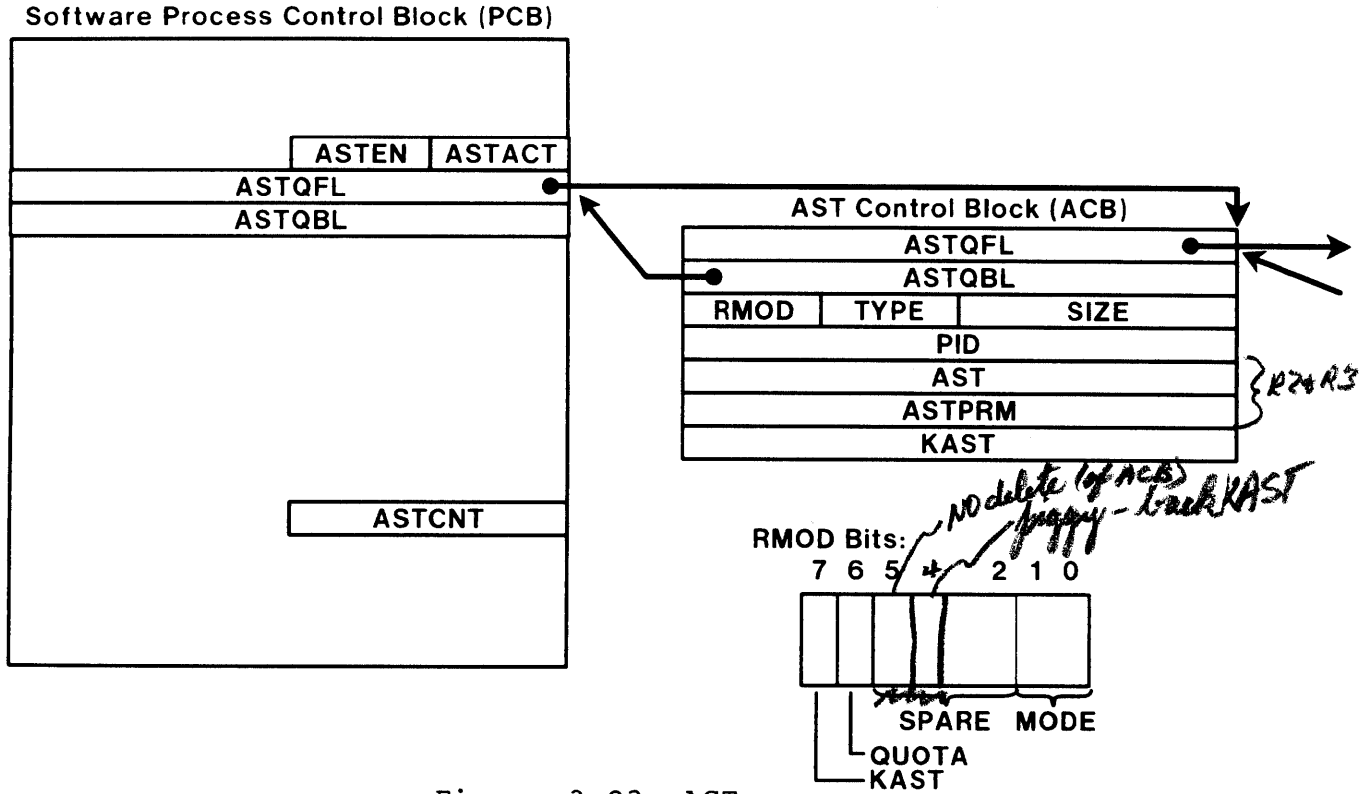 Software Process Control Block (PCB)
ASTEN ASTACT
ASTQFL
ASTQBL
AST Control Block (ACB)
ASTQFL
ASTQBL
RMOD TYPE SIZE
PID
AST
ASTPRM
R2&R3
KAST
ASTCNT
NO delete (of ACB)
piggy-back KAST
RMOD Bits:
7 6 5 4 2 1 0
SPARE MODE
QUOTA
KAST